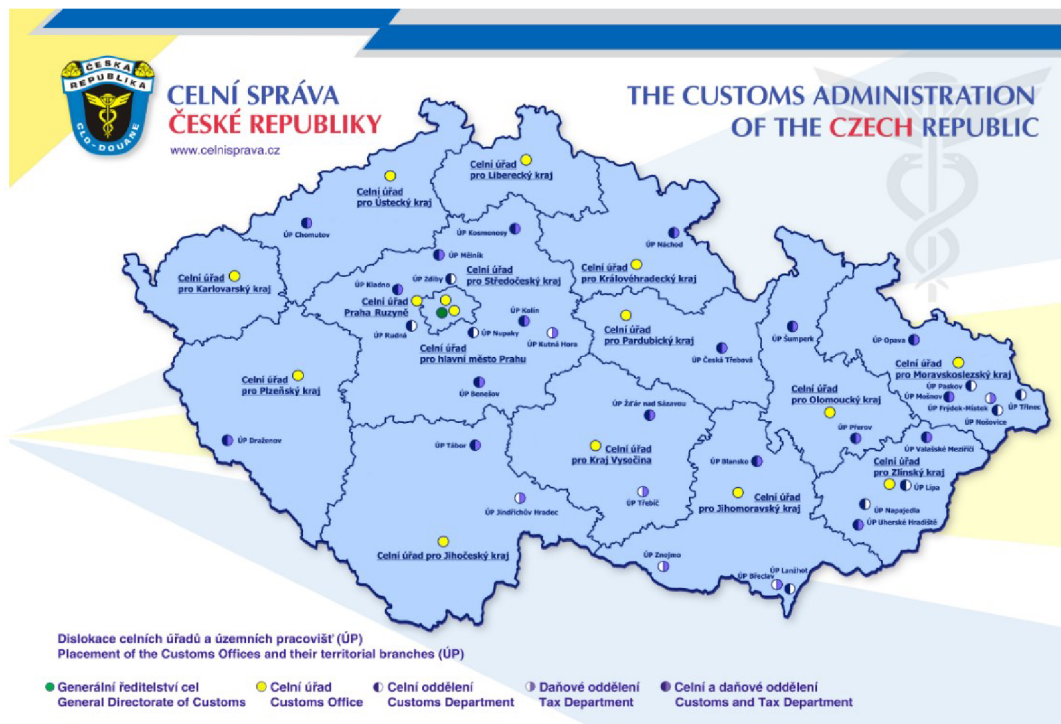 ČESKÁ
REPUBLIKA
CLO-DOUANE
CELNÍ SPRÁVA
ČESKÉ REPUBLIKY
www.celnisprava.cz
THE CUSTOMS ADMINISTRATION
OF THE CZECH REPUBLIC
Celní úřad
pro Liberecký kraj
Celní úřad
pro Ústecký kraj
ÚP Chomutov
ÚP Kosmonosy
ÚP Náchod
ÚP Mělník
Celní úřad
pro Karlovarský kraj
ÚP Kladno
ÚP Zdiby
Celní úřad
pro Středočeský kraj
Celní úřad
pro Královéhradecký kraj
Celní úřad
Praha Ruzyně
ÚP Rudná
ÚP Nupaky
ÚP Kolín
ÚP Kutná Hora
Celní úřad
pro hlavní město Prahu
Celní úřad
pro Pardubický kraj
ÚP Česká Třebová
ÚP Šumperk
ÚP Opava
Celní úřad
pro Moravskoslezský kraj
ÚP Paskov
ÚP Mošnov
ÚP Frýdek-Místek
ÚP Třinec
ÚP Nošovice
Celní úřad
pro Plzeňský kraj
ÚP Benešov
Celní úřad
pro Olomoucký kraj
ÚP Přerov
ÚP Valašské Meziříčí
ÚP Draženov
ÚP Tábor
ÚP Žďár nad Sázavou
Celní úřad
pro Kraj Vysočina
ÚP Blansko
Celní úřad
pro Zlínský kraj
ÚP Lípa
ÚP Napajedla
ÚP Uherské Hradiště
ÚP Jindřichův Hradec
ÚP Třebíč
Celní úřad
pro Jihomoravský kraj
Celní úřad pro Jihočeský kraj
ÚP Znojmo
ÚP Břeclav
ÚP Lanžhot
Dislokace celních úřadů a územních pracovišť (ÚP)
Placement of the Customs Offices and their territorial branches (ÚP)
Generální ředitelství cel
General Directorate of Customs
Celní úřad
Customs Office
Celní oddělení
Customs Department
Daňové oddělení
Tax Department
Celní a daňové oddělení
Customs and Tax Department